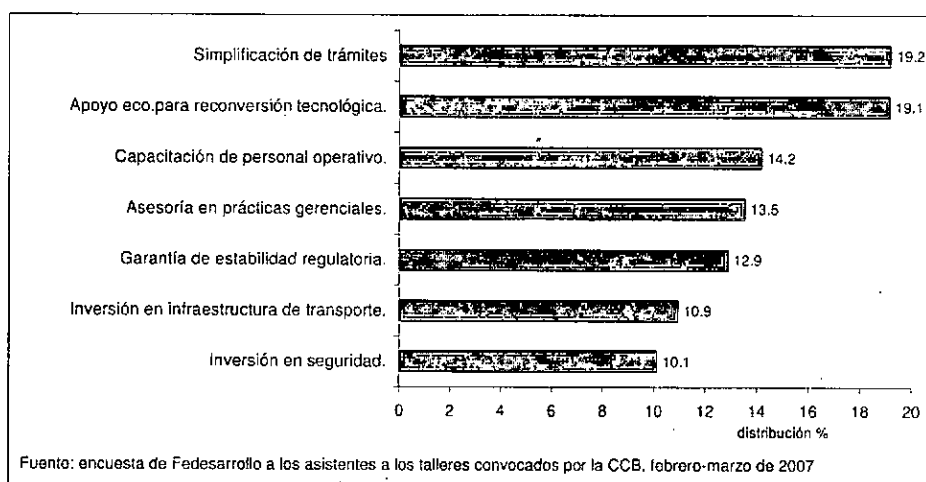 Simplificación de trámites 19.2
Apoyo eco.para reconversión tecnológica. 19.1
Capacitación de personal operativo. 14.2
Asesoría en prácticas gerenciales. 13.5
Garantía de estabilidad regulatoria. 12.9
Inversión en infraestructura de transporte. 10.9
Inversión en seguridad. 10.1
0 2 4 6 8 10 12 14 16 18 20
distribución %
Fuente: encuesta de Fedesarrollo a los asistentes a los talleres convocados por la CCB, febrero-marzo de 2007